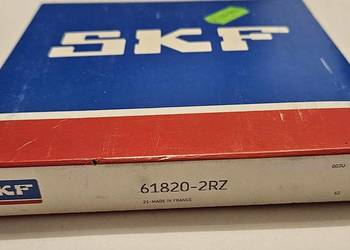 SKF
SKF
61820-2RZ
21-MADE IN FRANCE